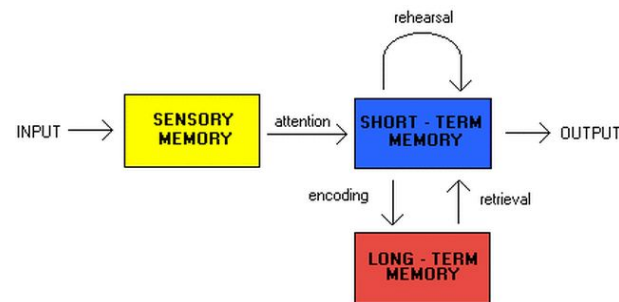 rehearsal
INPUT
SENSORY
MEMORY
attention
SHORT - TERM
MEMORY
OUTPUT
encoding
retrieval
LONG - TERM
MEMORY